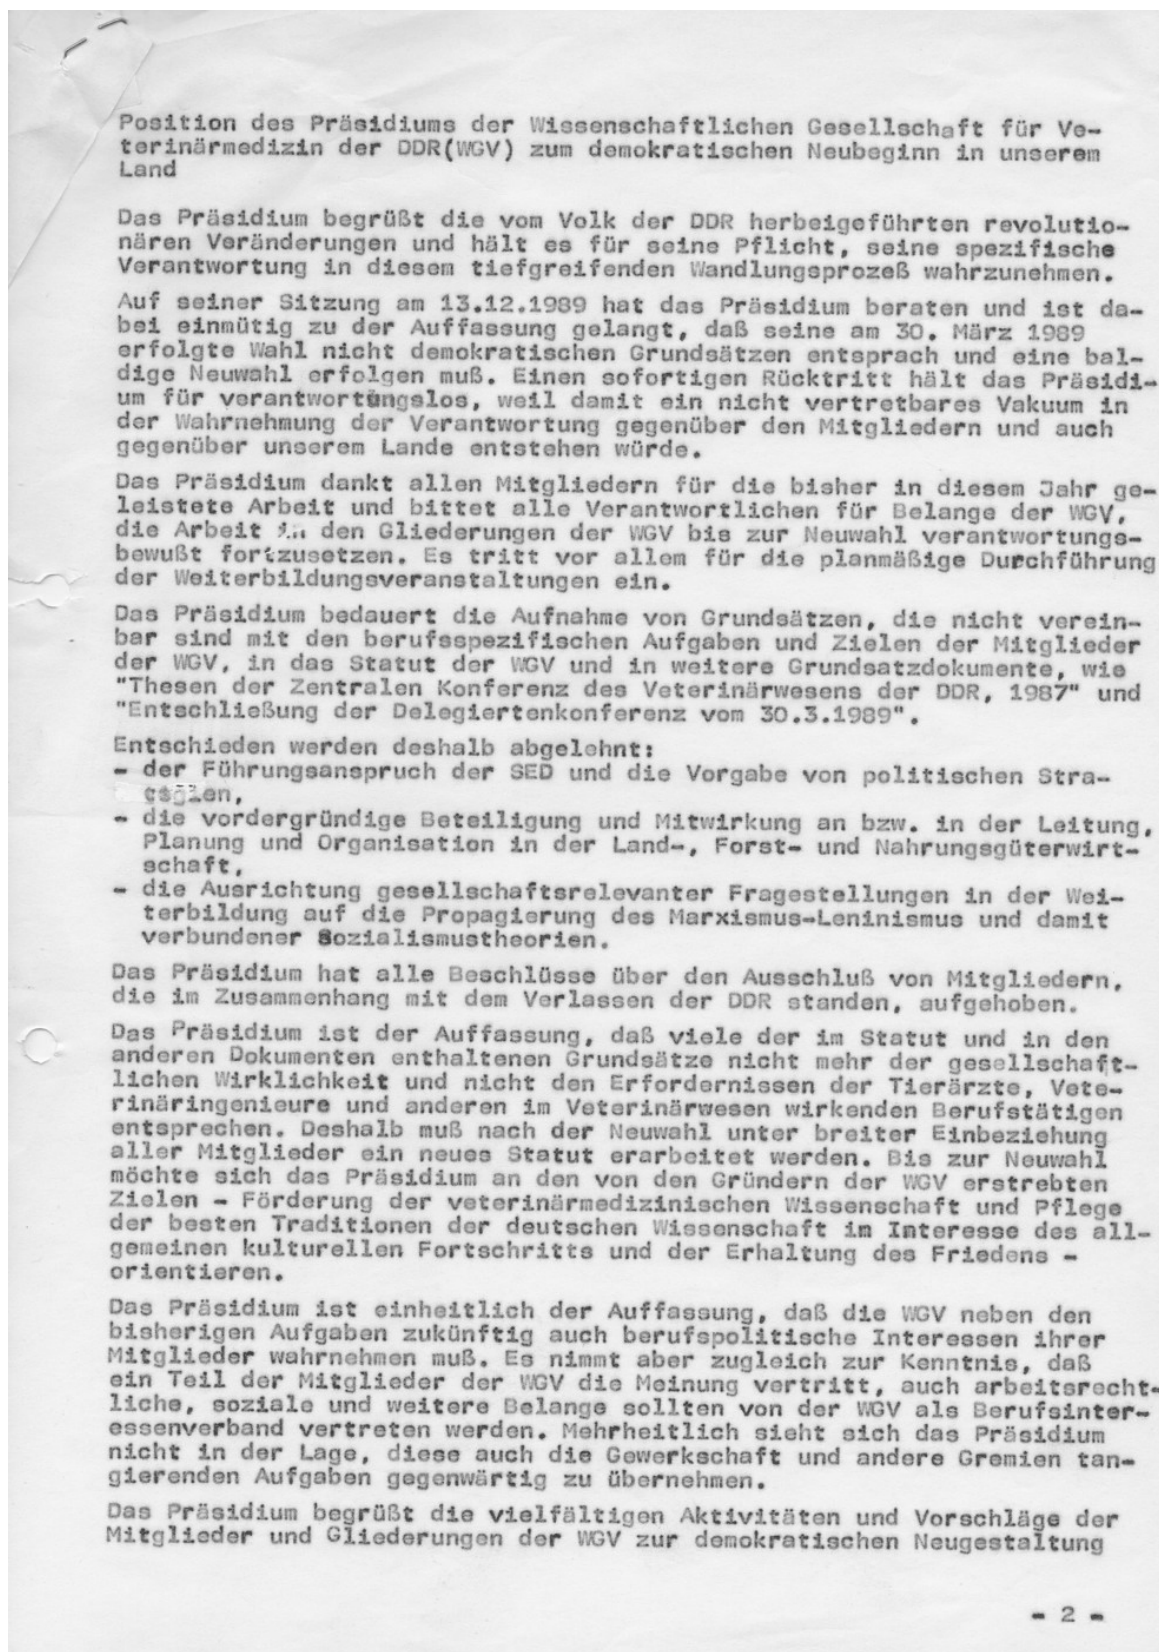 Position des Präsidiums der Wissenschaftlichen Gesellschaft für Ve-
terinärmedizin der DDR(WGV) zum demokratischen Neubeginn in unserem
Land
Das Präsidium begrüßt die vom Volk der DDR herbeigeführten revolutio-
nären Veränderungen und hält es für seine Pflicht, seine spezifische
Verantwortung in diesem tiefgreifenden Wandlungsprozeß wahrzunehmen.
Auf seiner Sitzung am 13.12.1989 hat das Präsidium beraten und ist da-
bei einmütig zu der Auffassung gelangt, daß seine am 30. März 1989
erfolgte Wahl nicht demokratischen Grundsätzen entsprach und eine bal-
dige Neuwahl erfolgen muß. Einen sofortigen Rücktritt hält das Präsidi-
um für verantwortungslos, weil damit ein nicht vertretbares Vakuum in
der Wahrnehmung der Verantwortung gegenüber den Mitgliedern und auch
gegenüber unserem Lande entstehen würde.
Das Präsidium dankt allen Mitgliedern für die bisher in diesem Jahr ge-
leistete Arbeit und bittet alle Verantwortlichen für Belange der WGV,
die Arbeit in den Gliederungen der WGV bis zur Neuwahl verantwortungs-
bewußt fortzusetzen. Es tritt vor allem für die planmäßige Durchführung
der Weiterbildungsveranstaltungen ein.
Das Präsidium bedauert die Aufnahme von Grundsätzen, die nicht verein-
bar sind mit den berufsspezifischen Aufgaben und Zielen der Mitglieder
der WGV, in das Statut der WGV und in weitere Grundsatzdokumente, wie
"Thesen der Zentralen Konferenz des Veterinärwesens der DDR, 1987" und
"Entschließung der Delegiertenkonferenz vom 30.3.1989".
Entschieden werden deshalb abgelehnt:
- der Führungsanspruch der SED und die Vorgabe von politischen Stra-
tegien,
- die vordergründige Beteiligung und Mitwirkung an bzw. in der Leitung,
Planung und Organisation in der Land-, Forst- und Nahrungsgüterwirt-
schaft,
- die Ausrichtung gesellschaftsrelevanter Fragestellungen in der Wei-
terbildung auf die Propagierung des Marxismus-Leninismus und damit
verbundener Sozialismustheorien.
Das Präsidium hat alle Beschlüsse über den Ausschluß von Mitgliedern,
die im Zusammenhang mit dem Verlassen der DDR standen, aufgehoben.
Das Präsidium ist der Auffassung, daß viele der im Statut und in den
anderen Dokumenten enthaltenen Grundsätze nicht mehr der gesellschaft-
lichen Wirklichkeit und nicht den Erfordernissen der Tierärzte, Vete-
rinäringenieure und anderen im Veterinärwesen wirkenden Berufstätigen
entsprechen. Deshalb muß nach der Neuwahl unter breiter Einbeziehung
aller Mitglieder ein neues Statut erarbeitet werden. Bis zur Neuwahl
möchte sich das Präsidium an den von den Gründern der WGV erstrebten
Zielen - Förderung der veterinärmedizinischen Wissenschaft und Pflege
der besten Traditionen der deutschen Wissenschaft im Interesse des all-
gemeinen kulturellen Fortschritts und der Erhaltung des Friedens -
orientieren.
Das Präsidium ist einheitlich der Auffassung, daß die WGV neben den
bisherigen Aufgaben zukünftig auch berufspolitische Interessen ihrer
Mitglieder wahrnehmen muß. Es nimmt aber zugleich zur Kenntnis, daß
ein Teil der Mitglieder der WGV die Meinung vertritt, auch arbeitsrecht-
liche, soziale und weitere Belange sollten von der WGV als Berufsinter-
essenverband vertreten werden. Mehrheitlich sieht sich das Präsidium
nicht in der Lage, diese auch die Gewerkschaft und andere Gremien tan-
gierenden Aufgaben gegenwärtig zu übernehmen.
Das Präsidium begrüßt die vielfältigen Aktivitäten und Vorschläge der
Mitglieder und Gliederungen der WGV zur demokratischen Neugestaltung
- 2 -